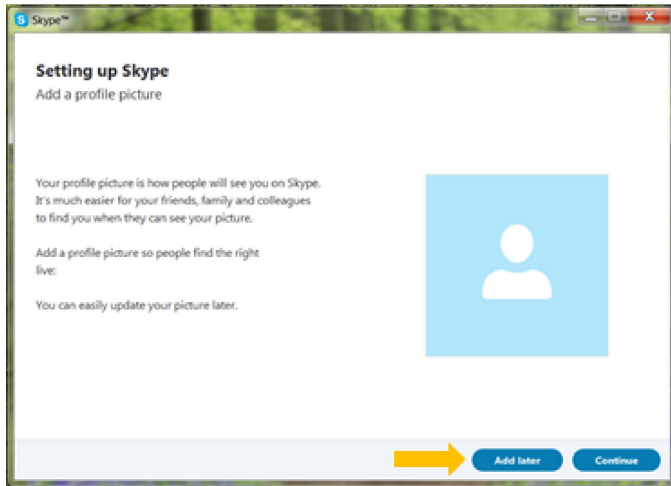 Skype™
Setting up Skype
Add a profile picture
Your profile picture is how people will see you on Skype.
It's much easier for your friends, family and colleagues
to find you when they can see your picture.
Add a profile picture so people find the right
live:
You can easily update your picture later.
Add later
Continue